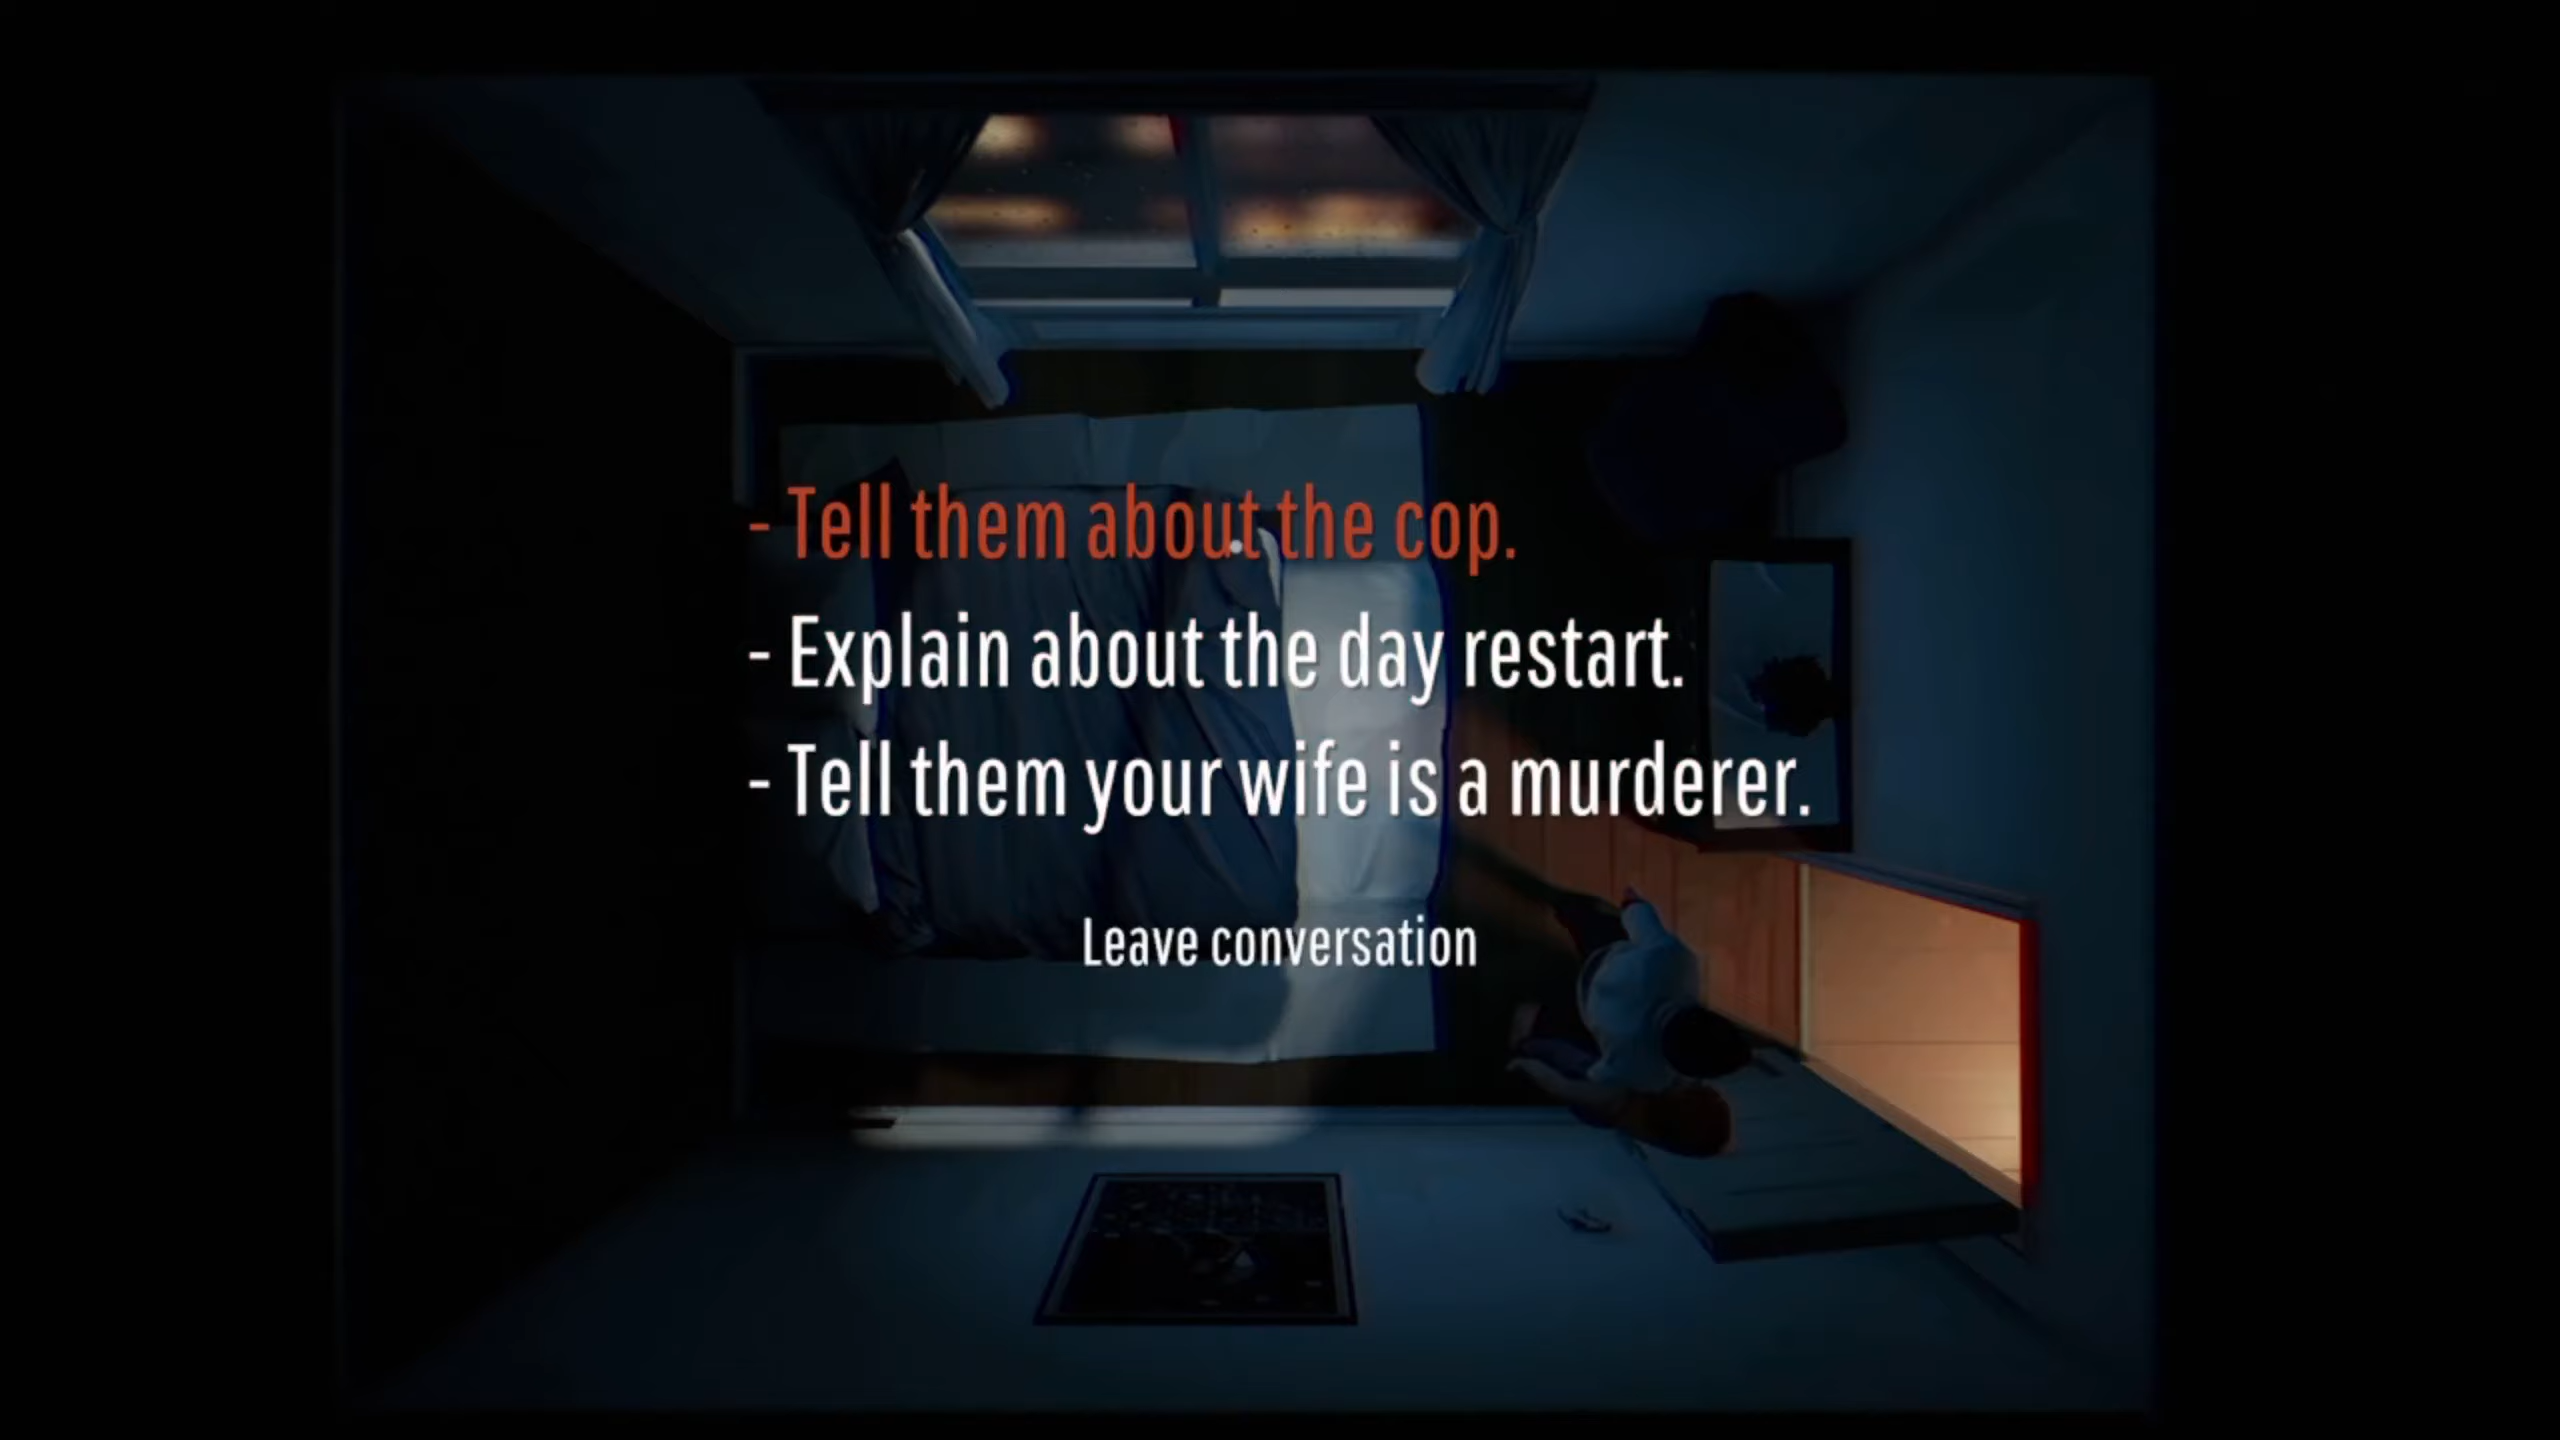 - Tell them about the cop.
- Explain about the day restart.
- Tell them your wife is a murderer.
Leave conversation